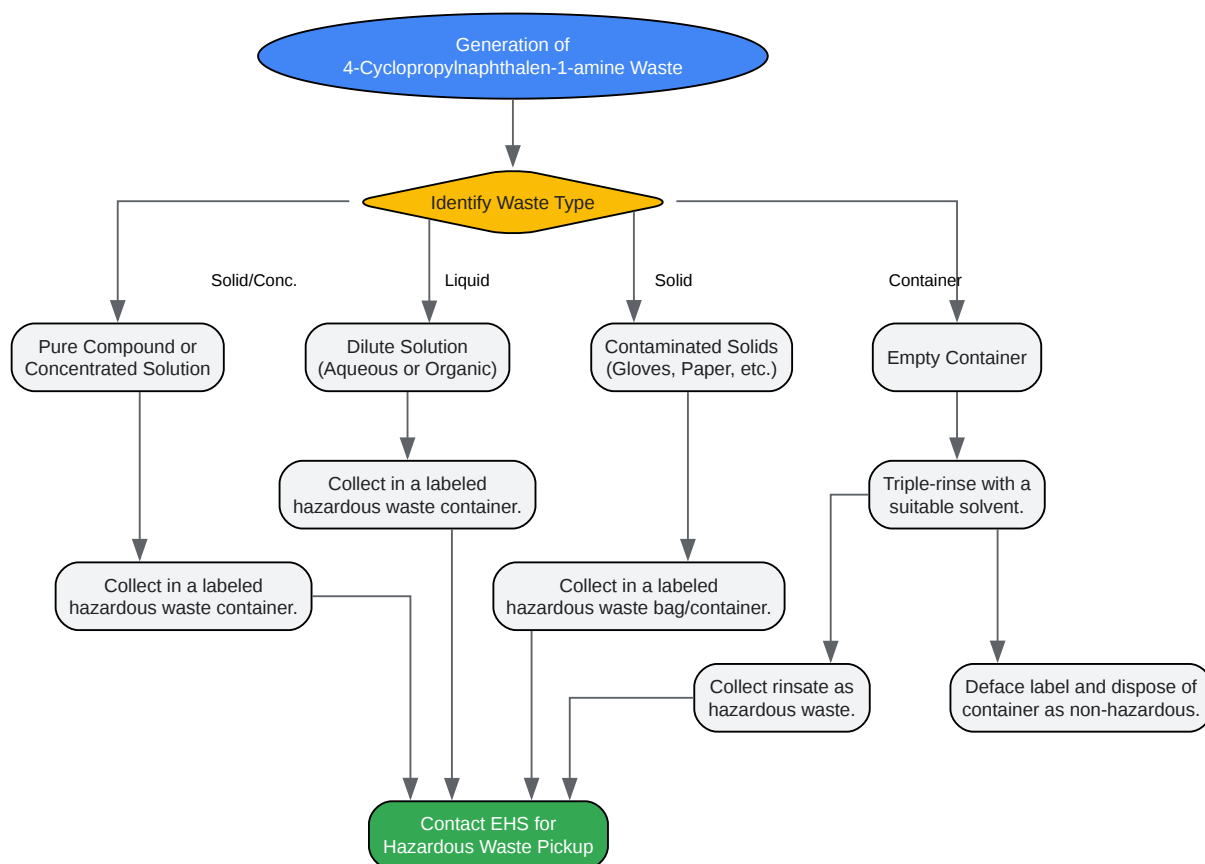 Generation of
4-Cyclopropylnaphthalen-1-amine Waste
Identify Waste Type
Solid/Conc.
Liquid
Solid
Container
Pure Compound or
Concentrated Solution
Dilute Solution
(Aqueous or Organic)
Contaminated Solids
(Gloves, Paper, etc.)
Empty Container
Collect in a labeled
hazardous waste container.
Triple-rinse with a
suitable solvent.
Collect in a labeled
hazardous waste container.
Collect in a labeled
hazardous waste bag/container.
Collect rinsate as
hazardous waste.
Deface label and dispose of
container as non-hazardous.
Contact EHS for
Hazardous Waste Pickup